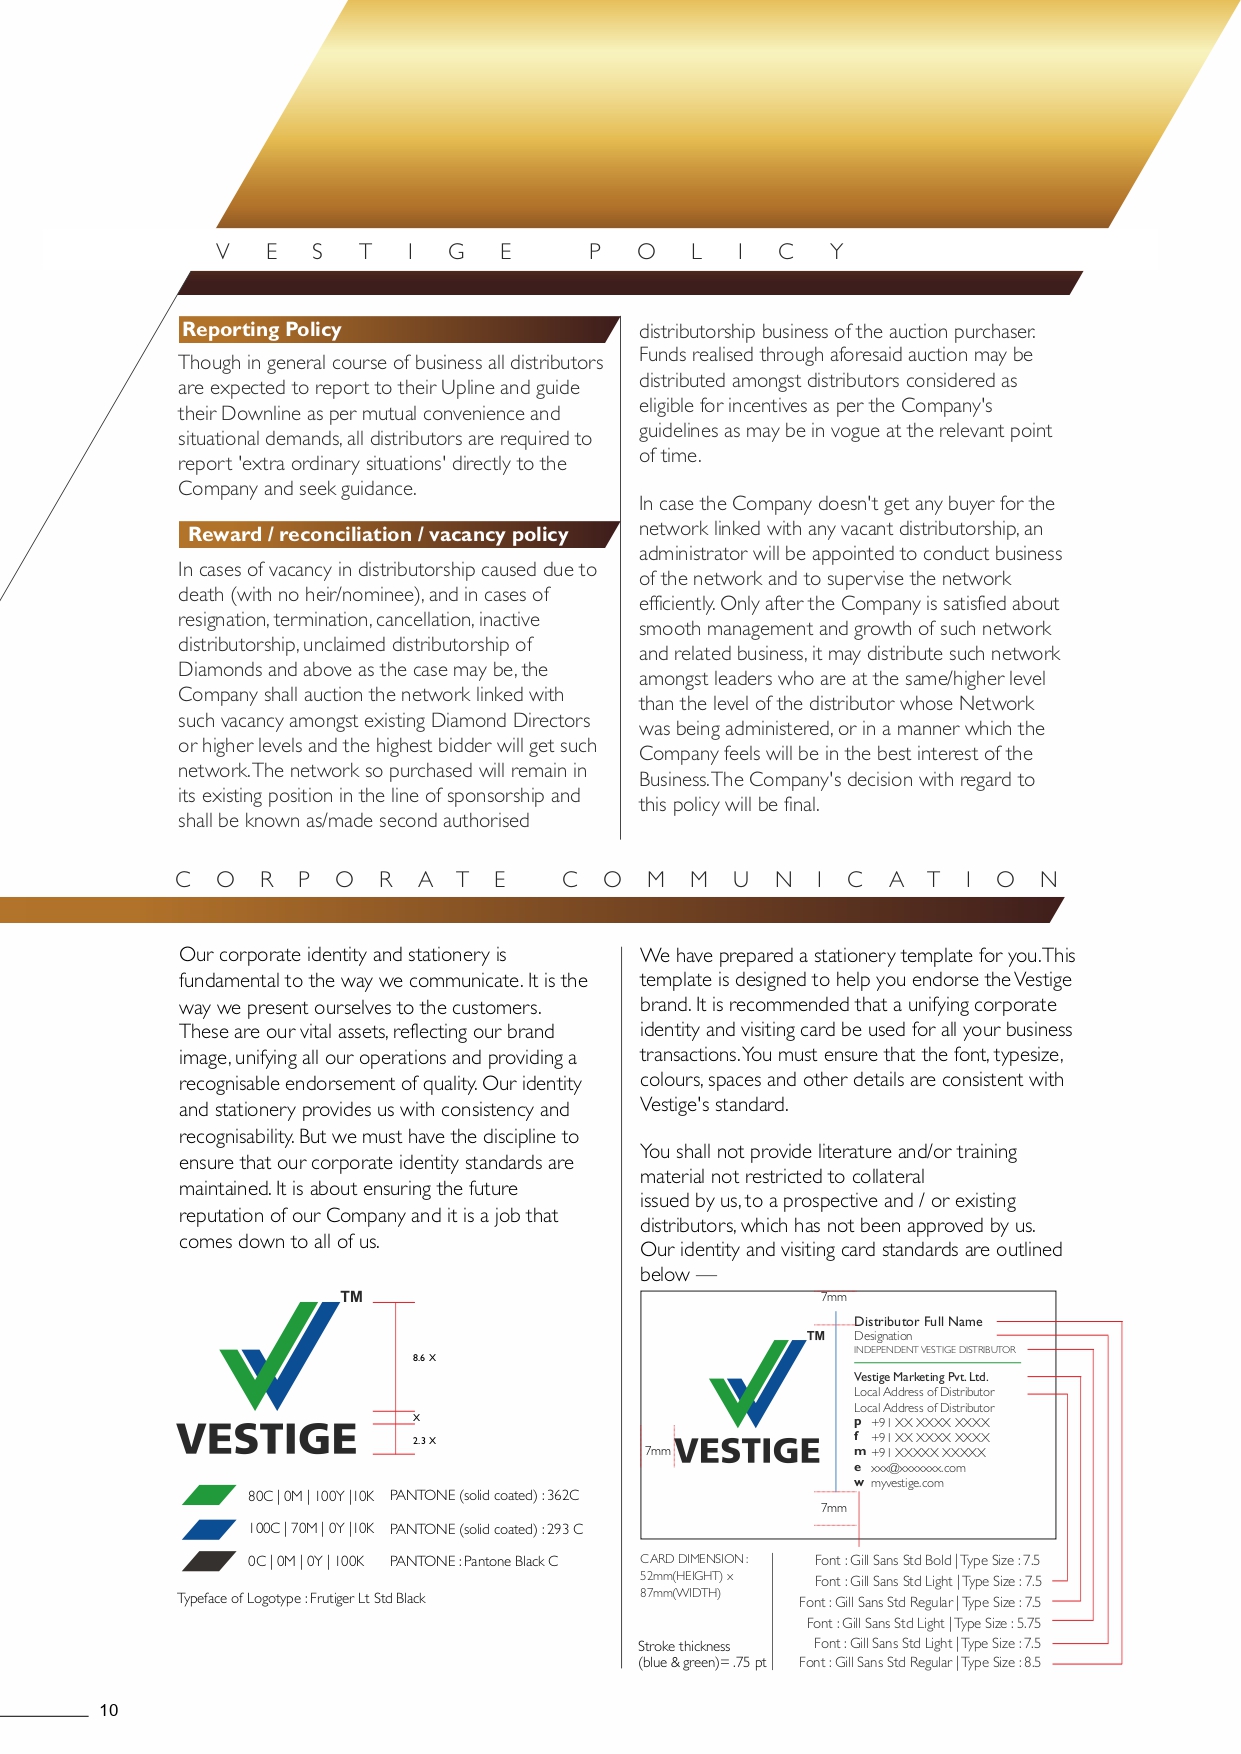 VESTIGE POLICY
Reporting Policy
Though in general course of business all distributors
are expected to report to their Upline and guide
their Downline as per mutual convenience and
situational demands, all distributors are required to
report 'extra ordinary situations' directly to the
Company and seek guidance.
Reward / reconciliation / vacancy policy
In cases of vacancy in distributorship caused due to
death (with no heir/nominee), and in cases of
resignation, termination, cancellation, inactive
distributorship, unclaimed distributorship of
Diamonds and above as the case may be, the
Company shall auction the network linked with
such vacancy amongst existing Diamond Directors
or higher levels and the highest bidder will get such
network. The network so purchased will remain in
its existing position in the line of sponsorship and
shall be known as/made second authorised
distributorship business of the auction purchaser.
Funds realised through aforesaid auction may be
distributed amongst distributors considered as
eligible for incentives as per the Company's
guidelines as may be in vogue at the relevant point
of time.
In case the Company doesn't get any buyer for the
network linked with any vacant distributorship, an
administrator will be appointed to conduct business
of the network and to supervise the network
efficiently. Only after the Company is satisfied about
smooth management and growth of such network
and related business, it may distribute such network
amongst leaders who are at the same/higher level
than the level of the distributor whose Network
was being administered, or in a manner which the
Company feels will be in the best interest of the
Business. The Company's decision with regard to
this policy will be final.
CORPORATE COMMUNICATION
Our corporate identity and stationery is
fundamental to the way we communicate. It is the
way we present ourselves to the customers.
These are our vital assets, reflecting our brand
image, unifying all our operations and providing a
recognisable endorsement of quality. Our identity
and stationery provides us with consistency and
recognisability. But we must have the discipline to
ensure that our corporate identity standards are
maintained. It is about ensuring the future
reputation of our Company and it is a job that
comes down to all of us.
TM
8.6 X
X
VESTIGE
2.3 X
80C | 0M | 100Y |10K PANTONE (solid coated) : 362C
100C | 70M | 0Y |10K PANTONE (solid coated) : 293 C
0C | 0M | 0Y | 100K PANTONE : Pantone Black C
Typeface of Logotype : Frutiger Lt Std Black
We have prepared a stationery template for you. This
template is designed to help you endorse the Vestige
brand. It is recommended that a unifying corporate
identity and visiting card be used for all your business
transactions. You must ensure that the font, typesize,
colours, spaces and other details are consistent with
Vestige's standard.
You shall not provide literature and/or training
material not restricted to collateral
issued by us, to a prospective and / or existing
distributors, which has not been approved by us.
Our identity and visiting card standards are outlined
below —
7mm
TM
VESTIGE
7mm
Distributor Full Name
Designation
INDEPENDENT VESTIGE DISTRIBUTOR
Vestige Marketing Pvt. Ltd.
Local Address of Distributor
Local Address of Distributor
p +91 XX XXXX XXXX
f +91 XX XXXX XXXX
m +91 XXXXX XXXXX
e xxx@xxxxxxx.com
w myvestige.com
7mm
CARD DIMENSION :
52mm(HEIGHT) x
87mm(WIDTH)
Stroke thickness
(blue & green)= .75 pt
Font : Gill Sans Std Bold | Type Size : 7.5
Font : Gill Sans Std Light | Type Size : 7.5
Font : Gill Sans Std Regular | Type Size : 7.5
Font : Gill Sans Std Light | Type Size : 5.75
Font : Gill Sans Std Light | Type Size : 7.5
Font : Gill Sans Std Regular | Type Size : 8.5
10